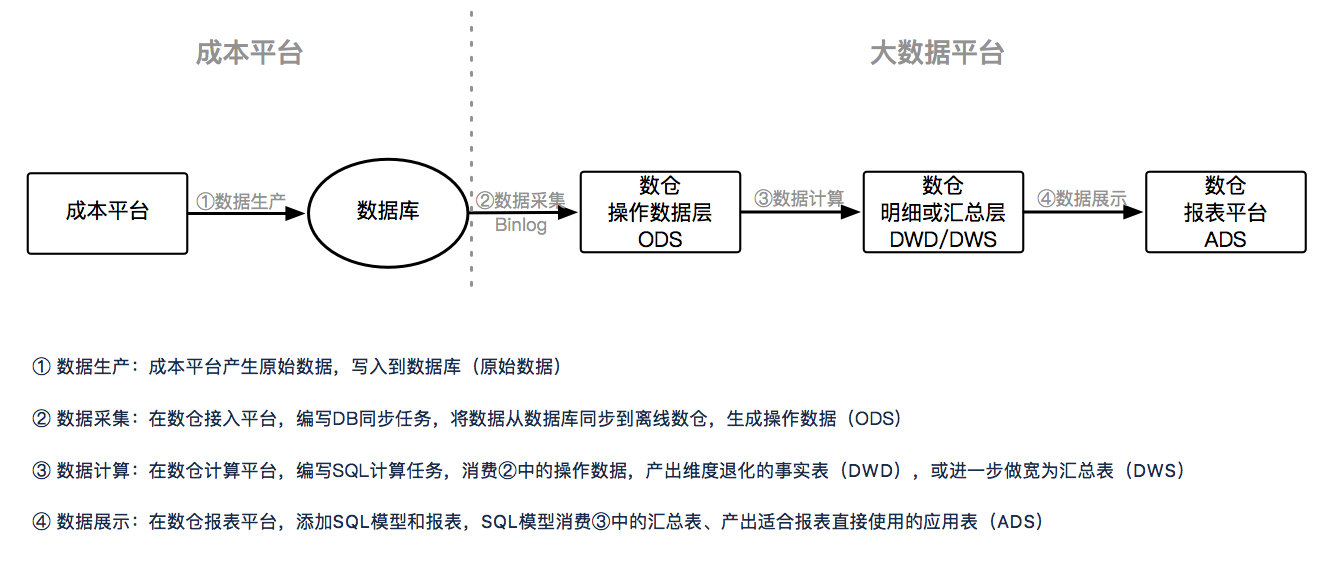 成本平台
大数据平台
成本平台
①数据生产
数据库
②数据采集
Binlog
数仓
操作数据层
ODS
③数据计算
数仓
明细或汇总层
DWD/DWS
④数据展示
数仓
报表平台
ADS
① 数据生产：成本平台产生原始数据，写入到数据库（原始数据）
② 数据采集：在数仓接入平台，编写DB同步任务，将数据从数据库同步到离线数仓，生成操作数据（ODS）
③ 数据计算：在数仓计算平台，编写SQL计算任务，消费②中的操作数据，产出维度退化的事实表（DWD），或进一步做宽为汇总表（DWS）
④ 数据展示：在数仓报表平台，添加SQL模型和报表，SQL模型消费③中的汇总表、产出适合报表直接使用的应用表（ADS）